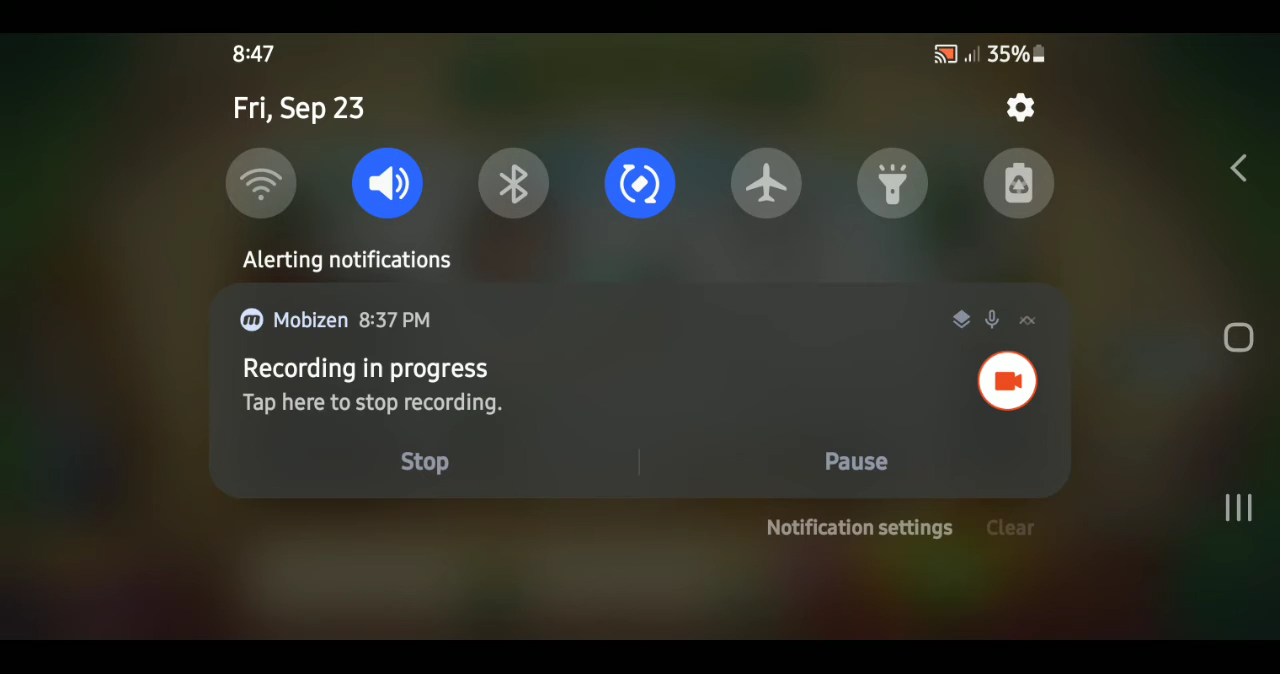 8:47
35%
Fri, Sep 23
Alerting notifications
Mobizen 8:37 PM
Recording in progress
Tap here to stop recording.
Stop
Pause
Notification settings
Clear